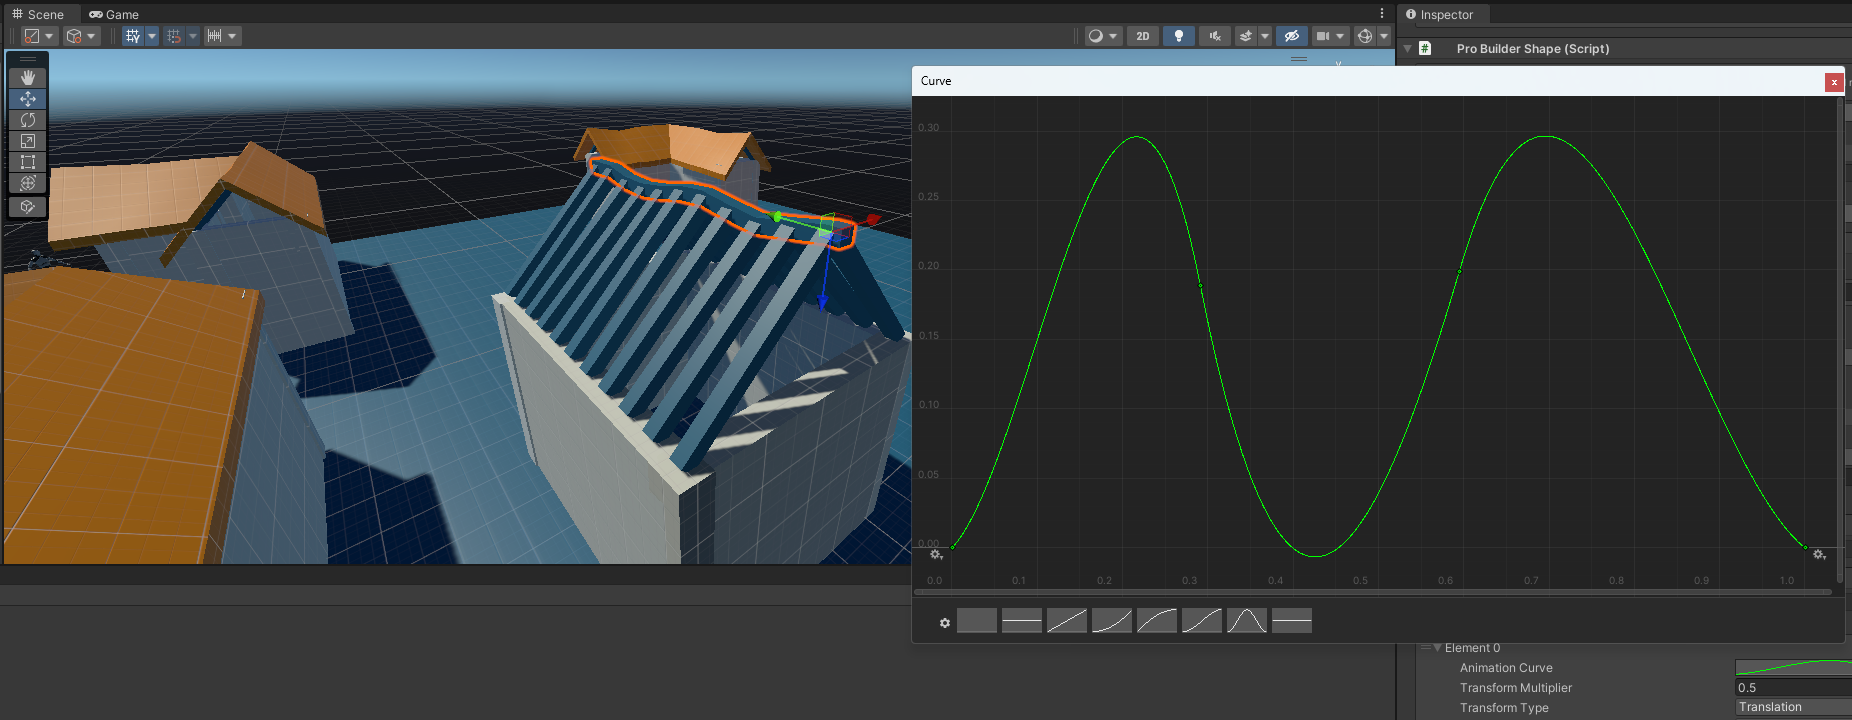 Scene
Game
Inspector
2D
Pro Builder Shape (Script)
Curve
0.30
0.25
0.20
0.15
0.10
0.05
0.00
0.0 0.1 0.2 0.3 0.4 0.5 0.6 0.7 0.8 0.9 1.0
Element 0
Animation Curve
Transform Multiplier 0.5
Transform Type Translation